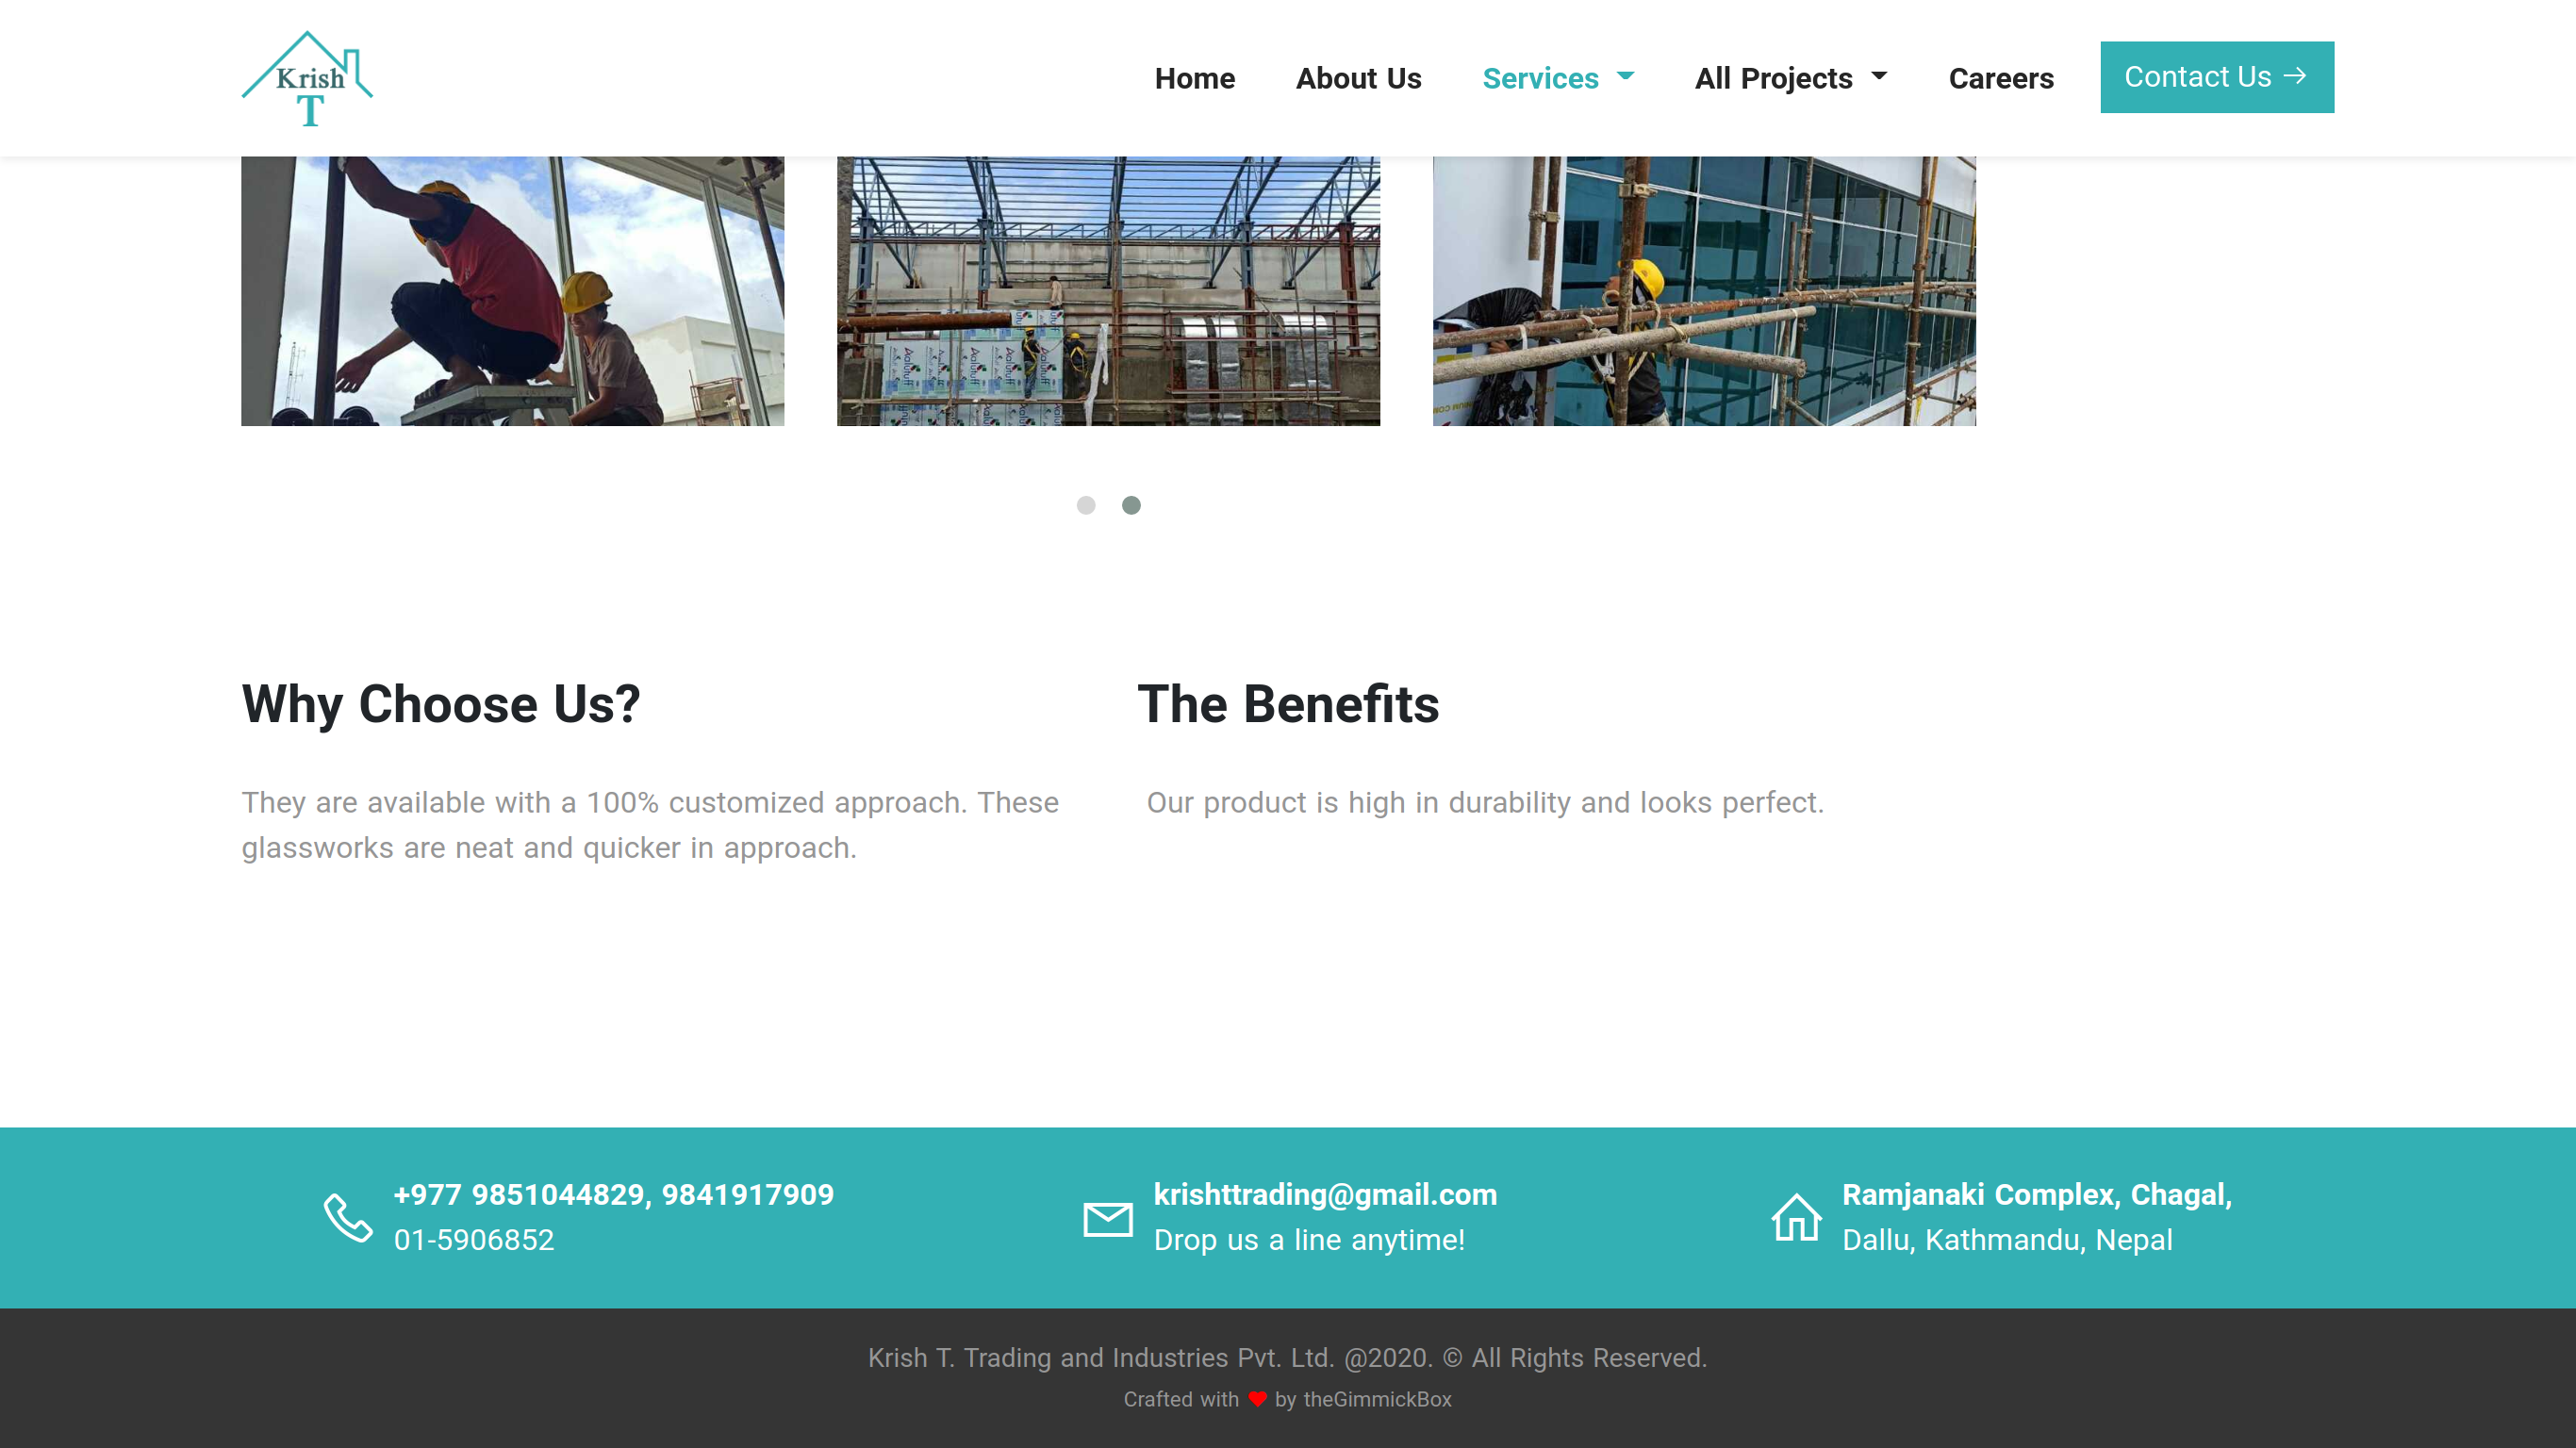 Krish
T
Home
About Us
Services
All Projects
Careers
Contact Us →
Why Choose Us?
They are available with a 100% customized approach. These
glassworks are neat and quicker in approach.
The Benefits
Our product is high in durability and looks perfect.
+977 9851044829, 9841917909
01-5906852
krishttrading@gmail.com
Drop us a line anytime!
Ramjanaki Complex, Chagal,
Dallu, Kathmandu, Nepal
Krish T. Trading and Industries Pvt. Ltd. @2020. © All Rights Reserved.
Crafted with ♥ by theGimmickBox